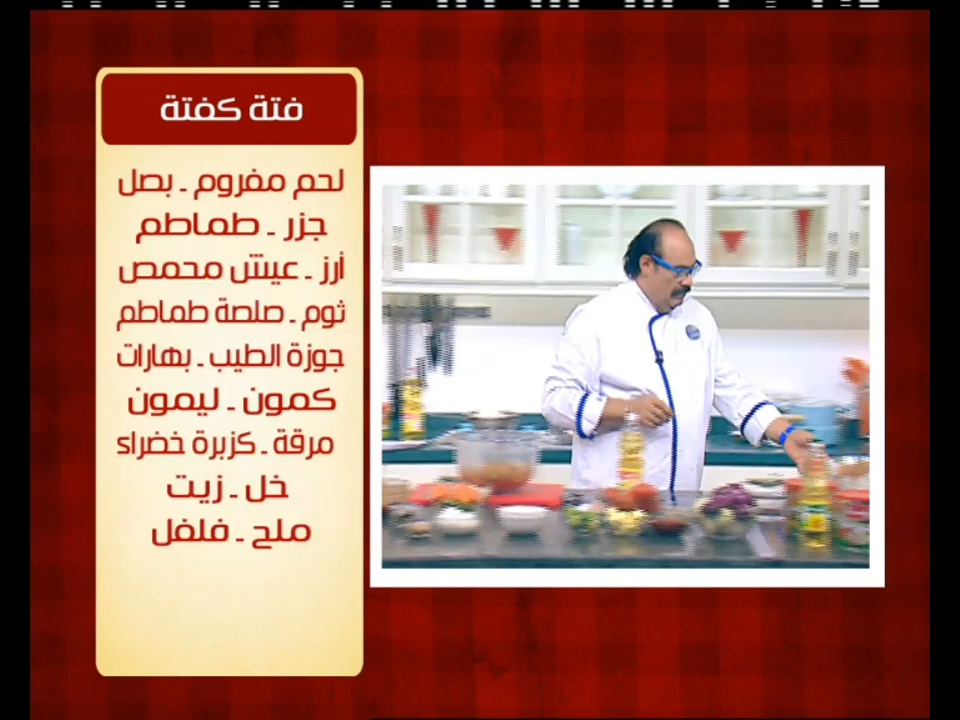 فتة كفتة
لحم مفروم - بصل
جزر - طماطم
أرز - عيش محمص
ثوم - صلصة طماطم
جوزة الطيب - بهارات
كمون - ليمون
مرقة - كزبرة خضراء
خل - زيت
ملح - فلفل